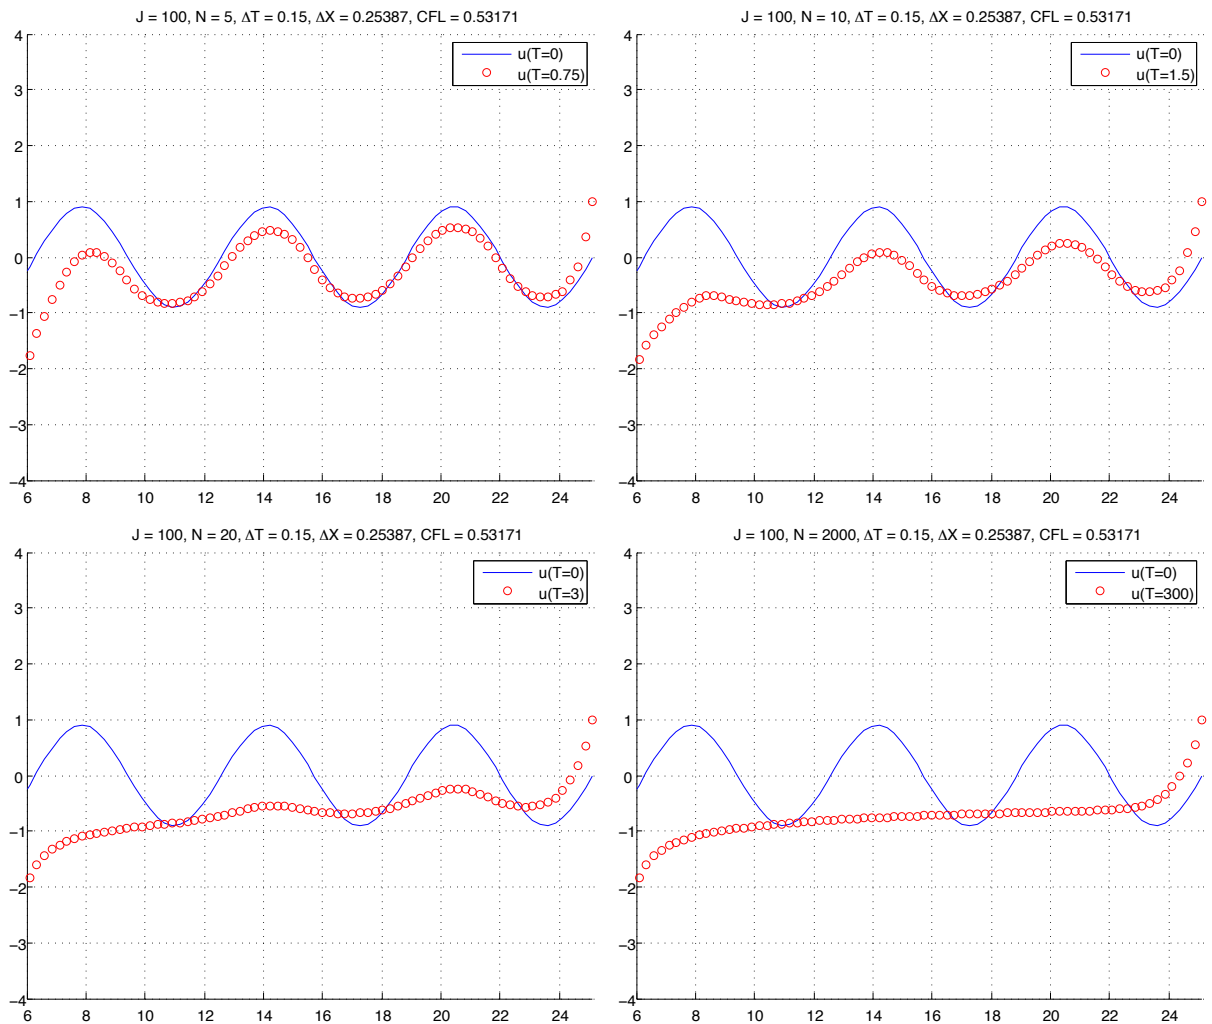 J = 100, N = 5, ΔT = 0.15, ΔX = 0.25387, CFL = 0.53171
4
3
2
1
0
−1
−2
−3
−4
6 8 10 12 14 16 18 20 22 24
u(T=0)
u(T=0.75)
J = 100, N = 10, ΔT = 0.15, ΔX = 0.25387, CFL = 0.53171
4
3
2
1
0
−1
−2
−3
−4
6 8 10 12 14 16 18 20 22 24
u(T=0)
u(T=1.5)
J = 100, N = 20, ΔT = 0.15, ΔX = 0.25387, CFL = 0.53171
4
3
2
1
0
−1
−2
−3
−4
6 8 10 12 14 16 18 20 22 24
u(T=0)
u(T=3)
J = 100, N = 2000, ΔT = 0.15, ΔX = 0.25387, CFL = 0.53171
4
3
2
1
0
−1
−2
−3
−4
6 8 10 12 14 16 18 20 22 24
u(T=0)
u(T=300)